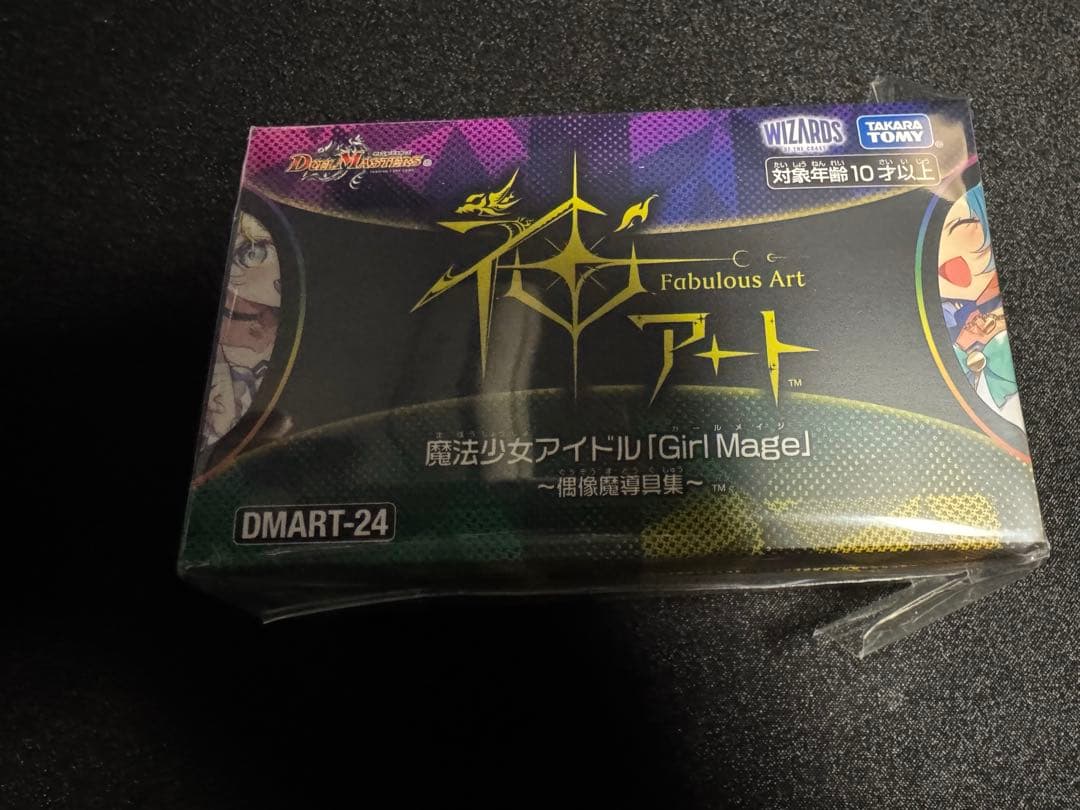 DUEL MASTERS®
TRADING CARD GAME
WIZARDS
OF THE COAST
TAKARA
TOMY®
たいしょうねんれい さい いじょう
対象年齢10才以上
神
Fabulous Art
アート™
まほうしょうじょ ガールメイジ
魔法少女アイドル「Girl Mage」
ぐうぞうまどうぐしゅう
～偶像魔導具集～™
DMART-24